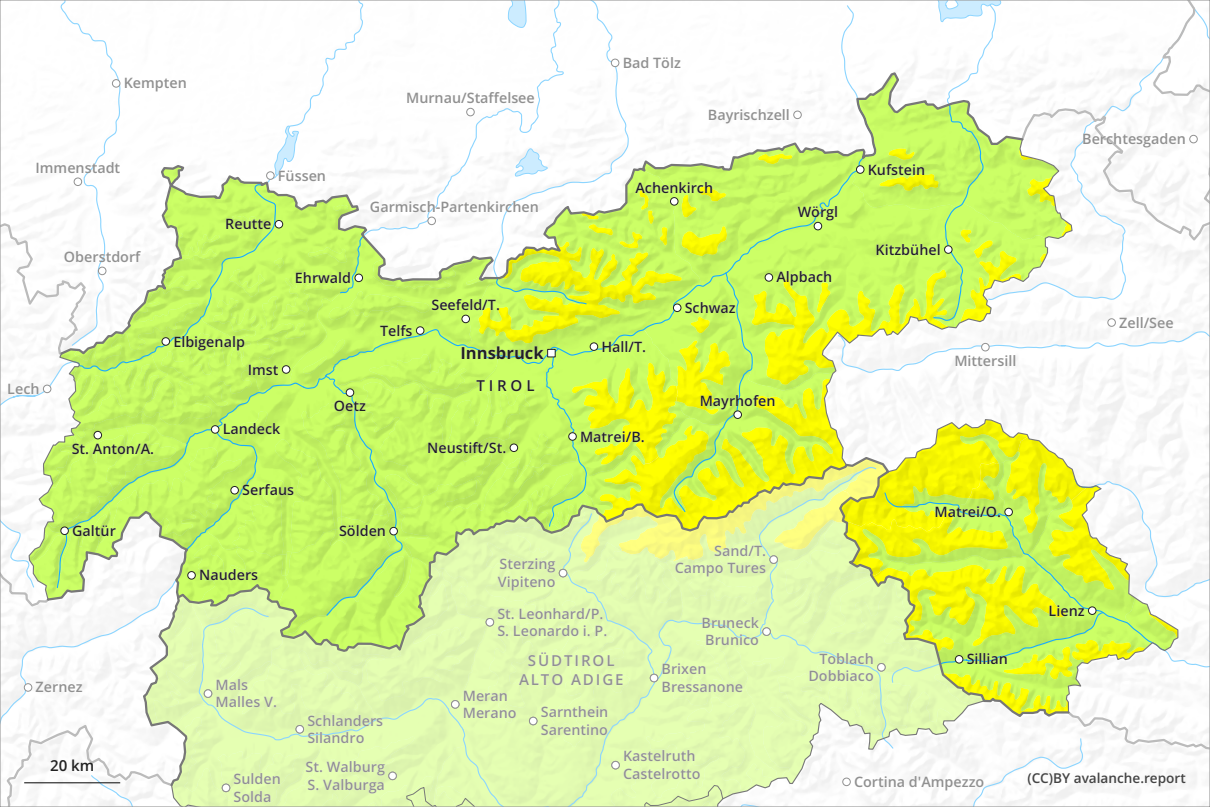 Kempten
Bad Tölz
Murnau/Staffelsee
Bayrischzell
Berchtesgaden
Immenstadt
Füssen
Kufstein
Achenkirch
Garmisch-Partenkirchen
Reutte
Wörgl
Oberstdorf
Kitzbühel
Ehrwald
Alpbach
Seefeld/T.
Schwaz
Telfs
Zell/See
Elbigenalp
Innsbruck
Hall/T.
Mittersill
Imst
TIROL
Lech
Oetz
Mayrhofen
Landeck
Matrei/B.
St. Anton/A.
Neustift/St.
Serfaus
Matrei/O.
Galtür
Sölden
Sand/T.
Campo Tures
Sterzing
Vipiteno
Nauders
Lienz
St. Leonhard/P.
S. Leonardo i. P.
Bruneck
Brunico
SÜDTIROL
ALTO ADIGE
Sillian
Toblach
Dobbiaco
Brixen
Bressanone
Zernez
Mals
Malles V.
Meran
Merano
Sarnthein
Sarentino
Schlanders
Silandro
Kastelruth
Castelrotto
20 km
St. Walburg
S. Valburga
Sulden
Solda
Cortina d'Ampezzo
(CC)BY avalanche.report